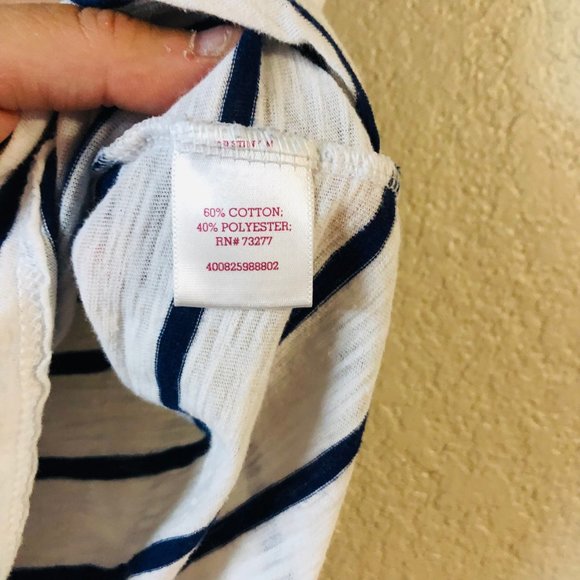 60% COTTON;
40% POLYESTER;
RN# 73277
400825988802